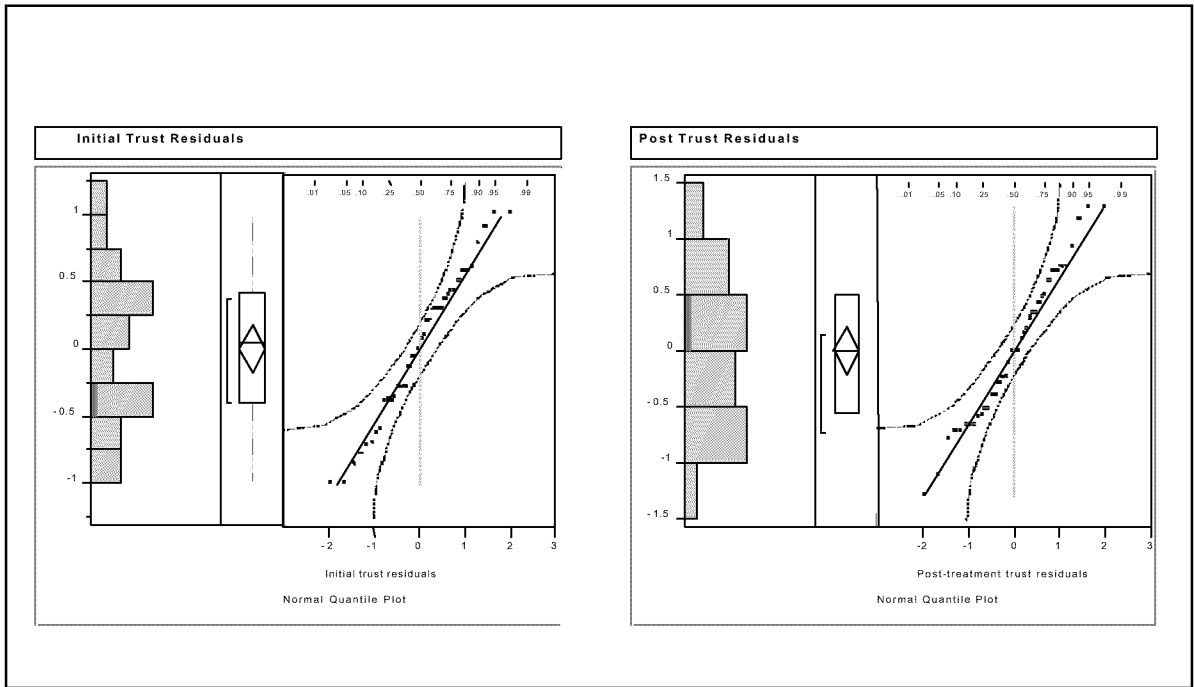 Initial Trust Residuals
1
0.5
0
-0.5
-1
.01 .05 .10 .25 .50 .75 .90 .95 .99
-2 -1 0 1 2 3
Initial trust residuals
Normal Quantile Plot
Post Trust Residuals
1.5
1
0.5
0
-0.5
-1
-1.5
.01 .05 .10 .25 .50 .75 .90 .95 .99
-2 -1 0 1 2 3
Post-treatment trust residuals
Normal Quantile Plot